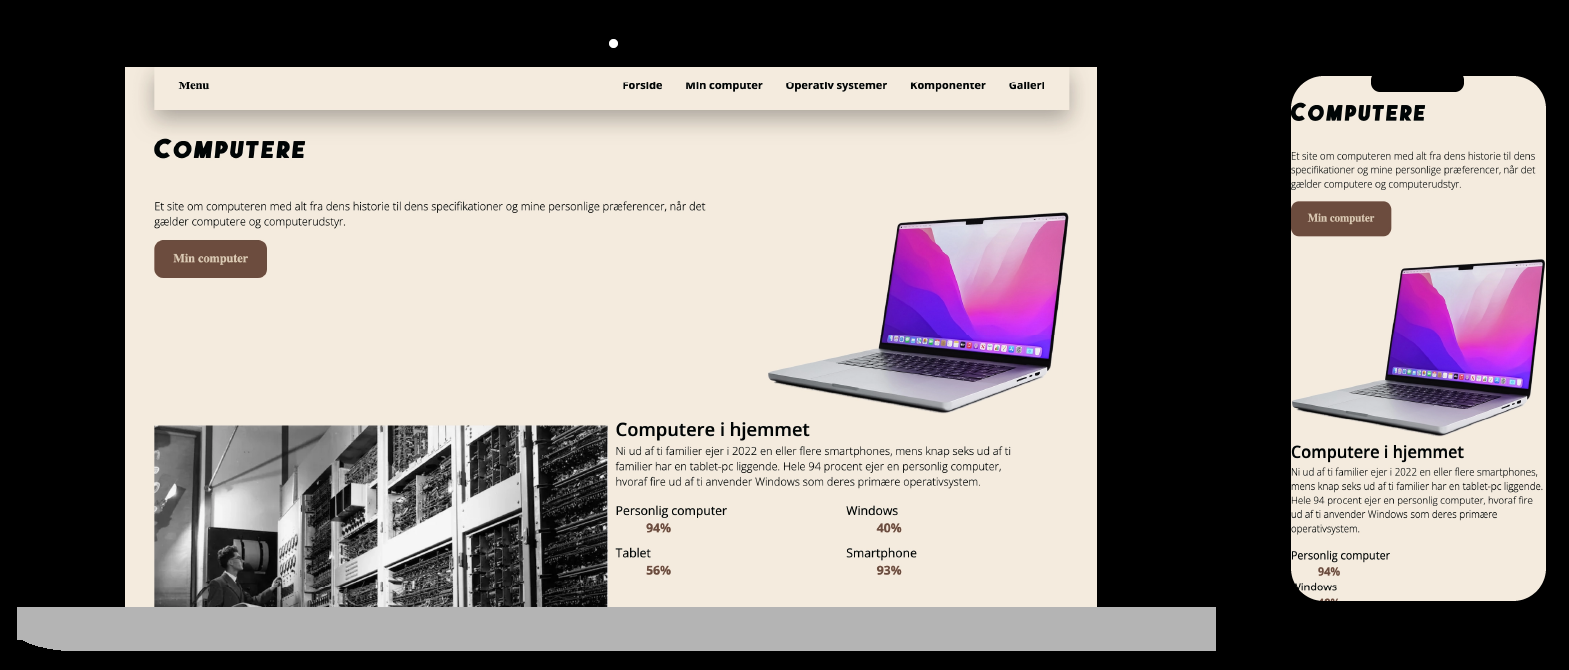 Menu Forside Min computer Operativ systemer Komponenter Galleri
COMPUTERE
Et site om computeren med alt fra dens historie til dens specifikationer og mine personlige præferencer, når det
gælder computere og computerudstyr.
Min computer
Computere i hjemmet
Ni ud af ti familier ejer i 2022 en eller flere smartphones, mens knap seks ud af ti
familier har en tablet-pc liggende. Hele 94 procent ejer en personlig computer,
hvoraf fire ud af ti anvender Windows som deres primære operativsystem.
Personlig computer Windows
94% 40%
Tablet Smartphone
56% 93%
COMPUTERE
Et site om computeren med alt fra dens historie til dens
specifikationer og mine personlige præferencer, når det
gælder computere og computerudstyr.
Min computer
Computere i hjemmet
Ni ud af ti familier ejer i 2022 en eller flere smartphones,
mens knap seks ud af ti familier har en tablet-pc liggende.
Hele 94 procent ejer en personlig computer, hvoraf fire
ud af ti anvender Windows som deres primære
operativsystem.
Personlig computer
94%
Windows
40%